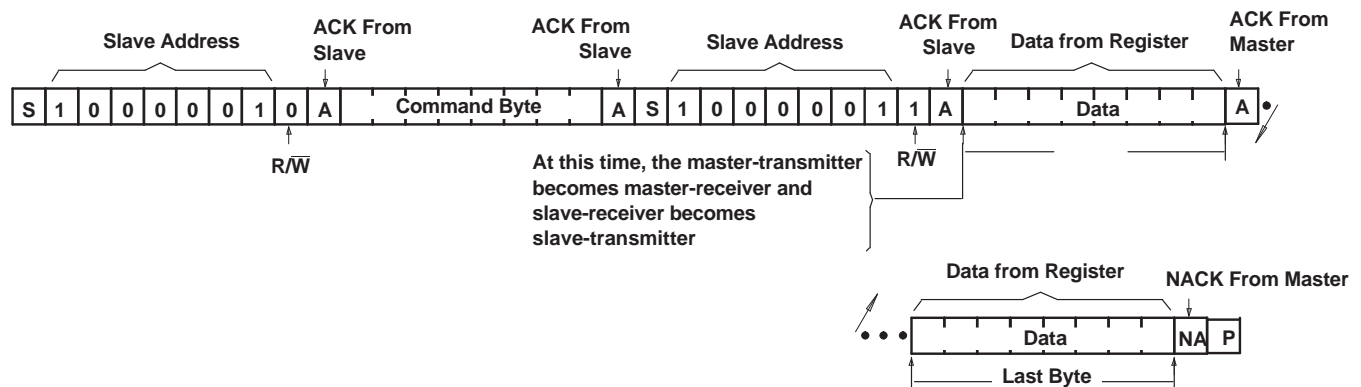 Slave Address
ACK From
Slave
ACK From
Slave
Slave Address
ACK From
Slave
Data from Register
ACK From
Master
S 1 0 0 0 0 0 1 0 A Command Byte A S 1 0 0 0 0 0 1 1 A Data A
R/W̅
R/W̅
At this time, the master-transmitter
becomes master-receiver and
slave-receiver becomes
slave-transmitter
Data from Register
NACK From Master
Data NA P
Last Byte